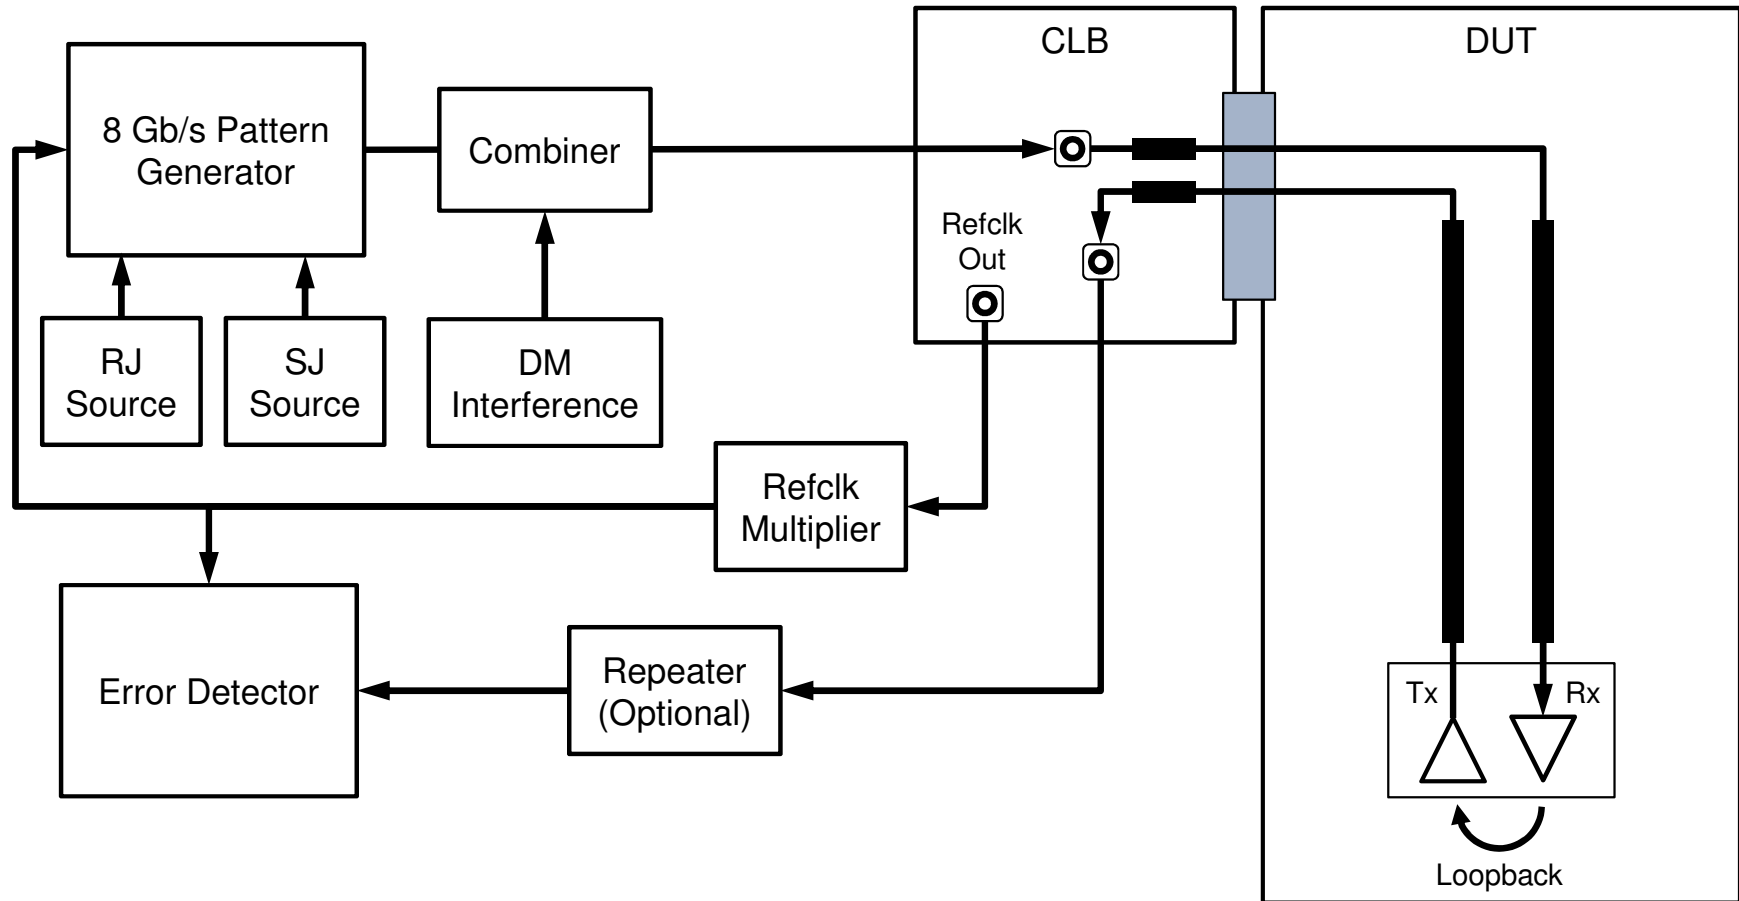 CLB
DUT
8 Gb/s Pattern
Generator
Combiner
Refclk
Out
RJ
Source
SJ
Source
DM
Interference
Refclk
Multiplier
Error Detector
Repeater
(Optional)
Tx
Rx
Loopback